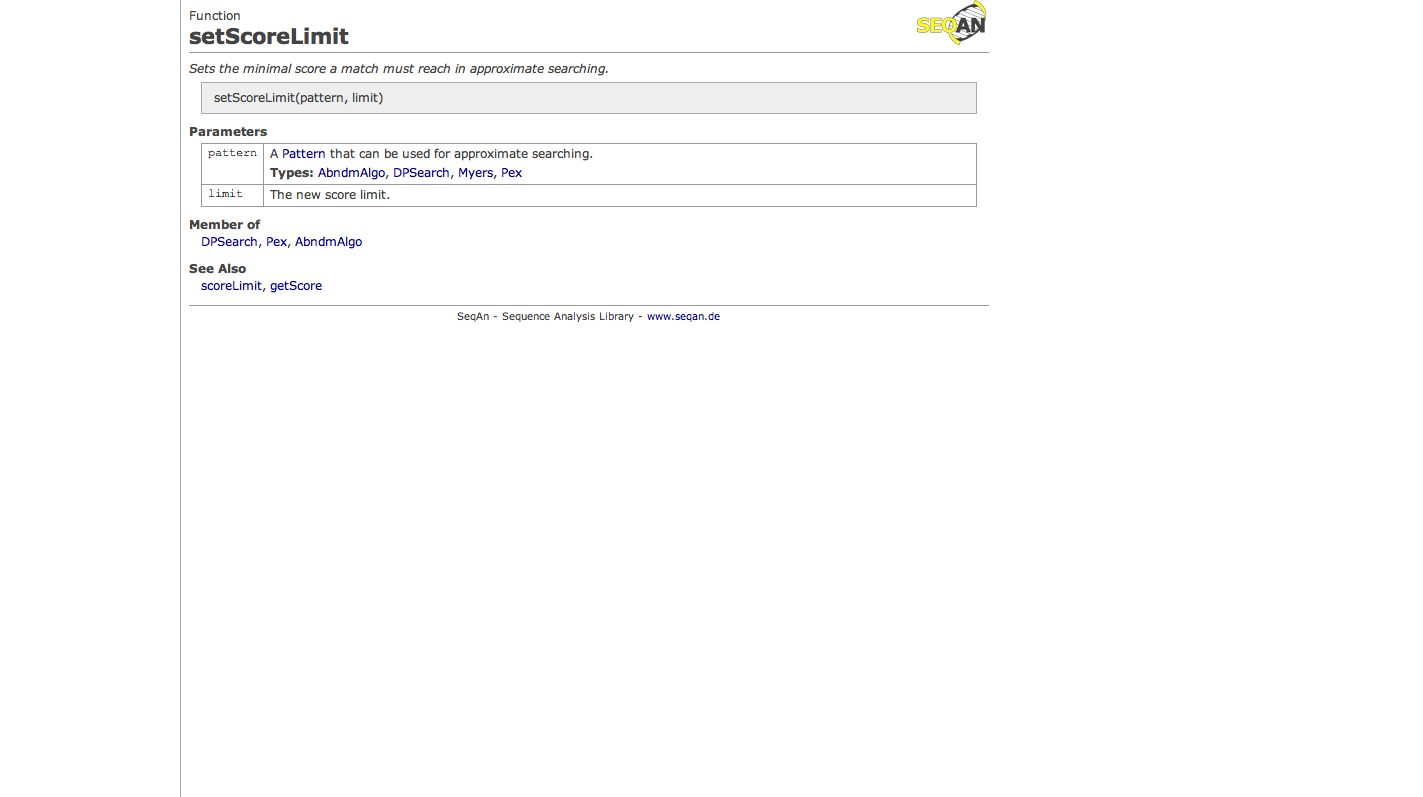 Function
SEQAN
setScoreLimit
Sets the minimal score a match must reach in approximate searching.
setScoreLimit(pattern, limit)
Parameters
pattern A Pattern that can be used for approximate searching.
Types: AbndmAlgo, DPSearch, Myers, Pex
limit The new score limit.
Member of
DPSearch, Pex, AbndmAlgo
See Also
scoreLimit, getScore
SeqAn - Sequence Analysis Library - www.seqan.de